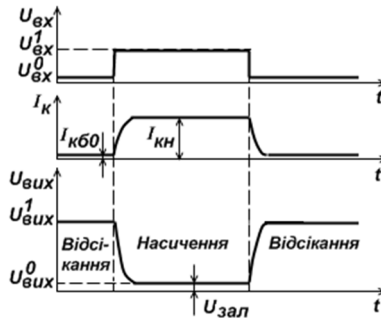 Uвх
U¹вх
U⁰вх
t
Iк
Iкб0
Iкн
t
Uвих
U¹вих
Відсі-
кання
Насичення
Відсікання
U⁰вих
Uзал
t